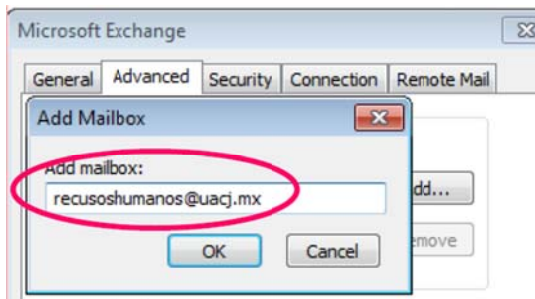 Microsoft Exchange
General Advanced Security Connection Remote Mail
Add Mailbox
Add mailbox:
recusoshumanos@uacj.mx
dd...
OK Cancel
emove